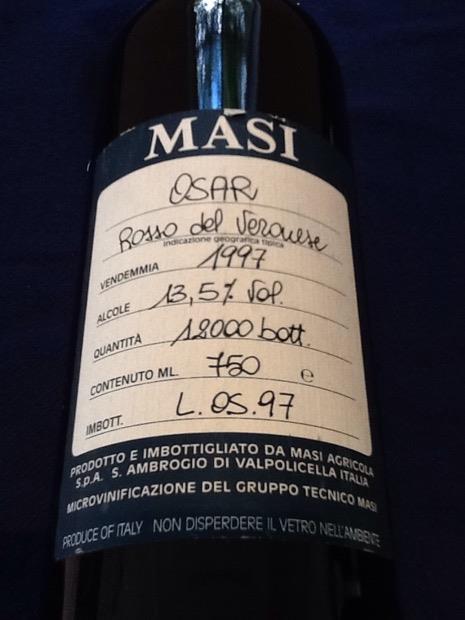 MASI
OSAR
Rosso del Veronese
indicazione geografica tipica
VENDEMMIA 1997
ALCOLE 13,5% Vol.
QUANTITÀ 12000 bott.
CONTENUTO ML. 750 e
IMBOTT. L.OS.97
PRODOTTO E IMBOTTIGLIATO DA MASI AGRICOLA
S.p.A. S. AMBROGIO DI VALPOLICELLA ITALIA
MICROVINIFICAZIONE DEL GRUPPO TECNICO MASI
PRODUCE OF ITALY NON DISPERDERE IL VETRO NELL'AMBIENTE